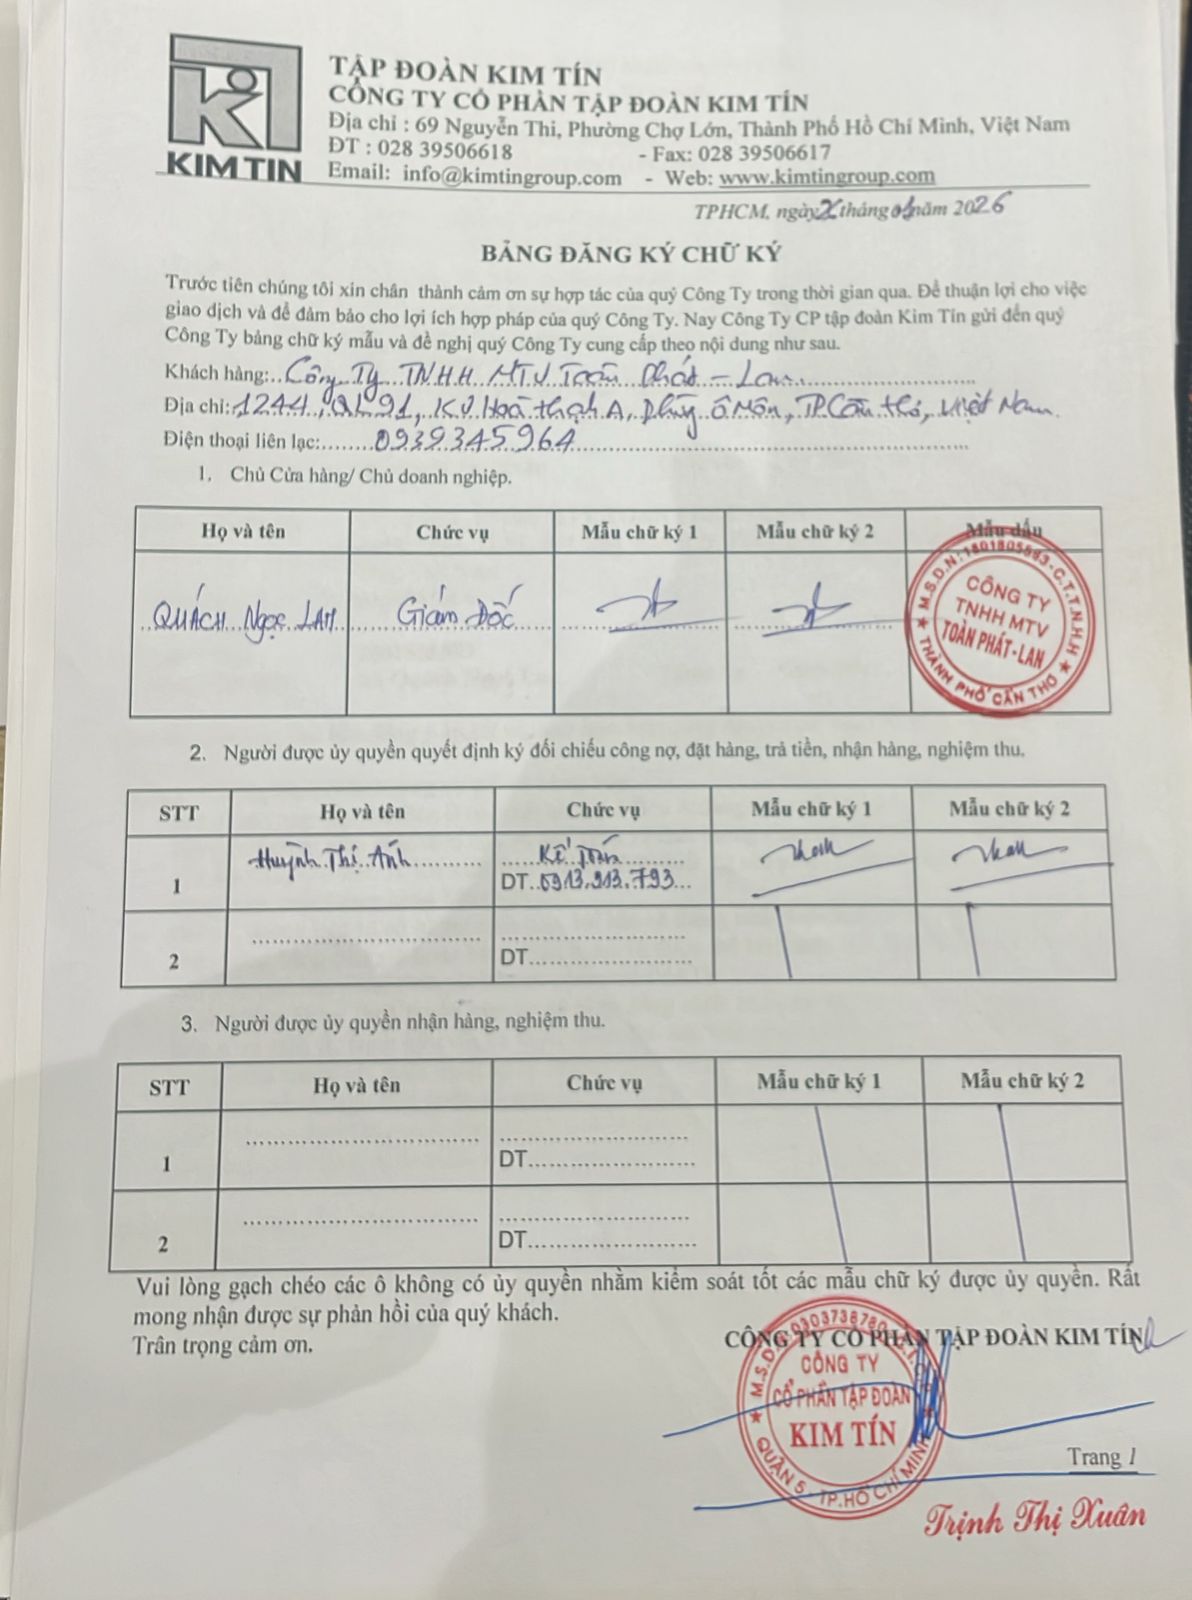 KIM TIN
TẬP ĐOÀN KIM TÍN
CÔNG TY CỔ PHẦN TẬP ĐOÀN KIM TÍN
Địa chỉ : 69 Nguyễn Thi, Phường Chợ Lớn, Thành Phố Hồ Chí Minh, Việt Nam
ĐT : 028 39506618 - Fax: 028 39506617
Email: info@kimtingroup.com - Web: www.kimtingroup.com
TPHCM, ngày tháng 01 năm 2026
BẢNG ĐĂNG KÝ CHỮ KÝ
Trước tiên chúng tôi xin chân thành cảm ơn sự hợp tác của quý Công Ty trong thời gian qua. Để thuận lợi cho việc
giao dịch và để đảm bảo cho lợi ích hợp pháp của quý Công Ty. Nay Công Ty CP tập đoàn Kim Tín gửi đến quý
Công Ty bảng chữ ký mẫu và đề nghị quý Công Ty cung cấp theo nội dung như sau.
Khách hàng: Công Ty TNHH MTV Toàn Phát - Lan
Địa chỉ: 1244, QL91, KV Hoà thạnh A, Phường Ô Môn, TP Cần thơ, Việt Nam.
Điện thoại liên lạc: 0939345964
1. Chủ Cửa hàng/ Chủ doanh nghiệp.
Họ và tên Chức vụ Mẫu chữ ký 1 Mẫu chữ ký 2 Mẫu dấu
QUÁCH NGỌC LAN Giám Đốc
M.S.D.N: 1801805583-C.T.T.N.H.H
CÔNG TY
TNHH MTV
TOÀN PHÁT-LAN
THÀNH PHỐ CẦN THƠ
2. Người được ủy quyền quyết định ký đối chiếu công nợ, đặt hàng, trả tiền, nhận hàng, nghiệm thu.
STT Họ và tên Chức vụ Mẫu chữ ký 1 Mẫu chữ ký 2
1 Huỳnh Thị Ánh Kế Toán
DT 0913.913.793
2 DT
3. Người được ủy quyền nhận hàng, nghiệm thu.
STT Họ và tên Chức vụ Mẫu chữ ký 1 Mẫu chữ ký 2
1 DT
2 DT
Vui lòng gạch chéo các ô không có ủy quyền nhằm kiểm soát tốt các mẫu chữ ký được ủy quyền. Rất
mong nhận được sự phản hồi của quý khách.
Trân trọng cảm ơn.
CÔNG TY CỔ PHẦN TẬP ĐOÀN KIM TÍN
M.S.D.N: 0303738780
CÔNG TY
CỔ PHẦN TẬP ĐOÀN
KIM TÍN
QUẬN 5 - TP.HỒ CHÍ MINH
Trang 1
Trịnh Thị Xuân